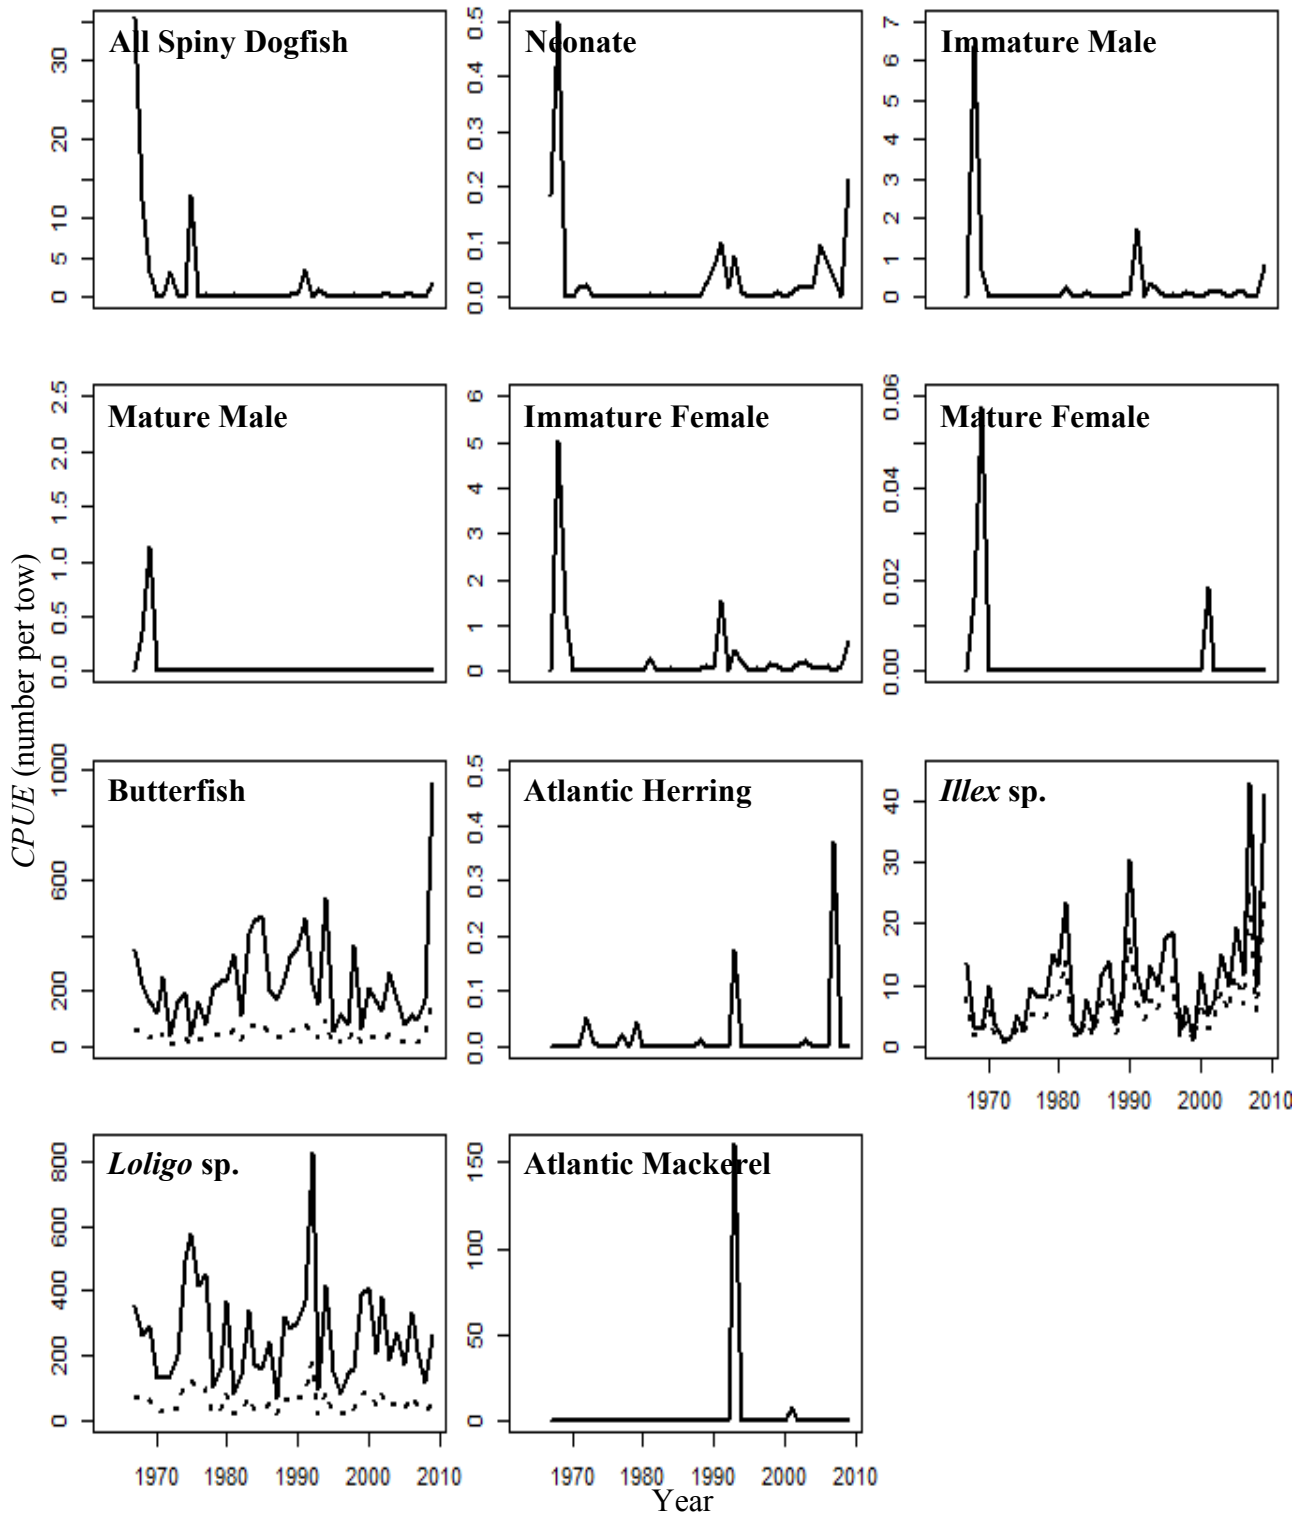 All Spiny Dogfish
0 5 10 20 30
Neonate
0.0 0.1 0.2 0.3 0.4 0.5
Immature Male
0 1 2 3 4 5 6 7
Mature Male
0.0 0.5 1.0 1.5 2.0 2.5
Immature Female
0 1 2 3 4 5 6
Mature Female
0.00 0.02 0.04 0.06
CPUE (number per tow)
Butterfish
0 200 600 1000
Atlantic Herring
0.0 0.1 0.2 0.3 0.4 0.5
Illex sp.
0 10 20 30 40
1970 1980 1990 2000 2010
Loligo sp.
0 200 400 600 800
1970 1980 1990 2000 2010
Atlantic Mackerel
0 50 100 150
1970 1980 1990 2000 2010
Year